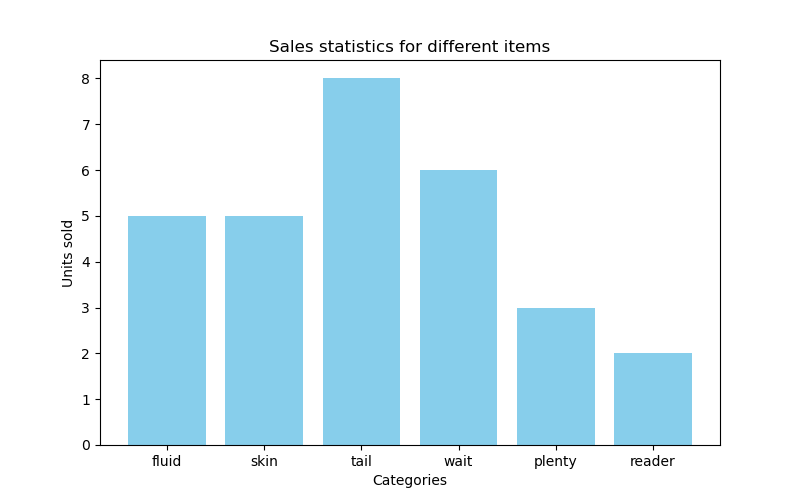 Sales statistics for different items
Units sold
8
7
6
5
4
3
2
1
0
fluid skin tail wait plenty reader
Categories